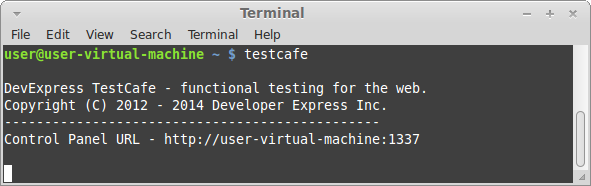 Terminal
File Edit View Search Terminal Help
user@user-virtual-machine ~ $ testcafe
DevExpress TestCafe - functional testing for the web.
Copyright (C) 2012 - 2014 Developer Express Inc.
-----------------------------------------------
Control Panel URL - http://user-virtual-machine:1337